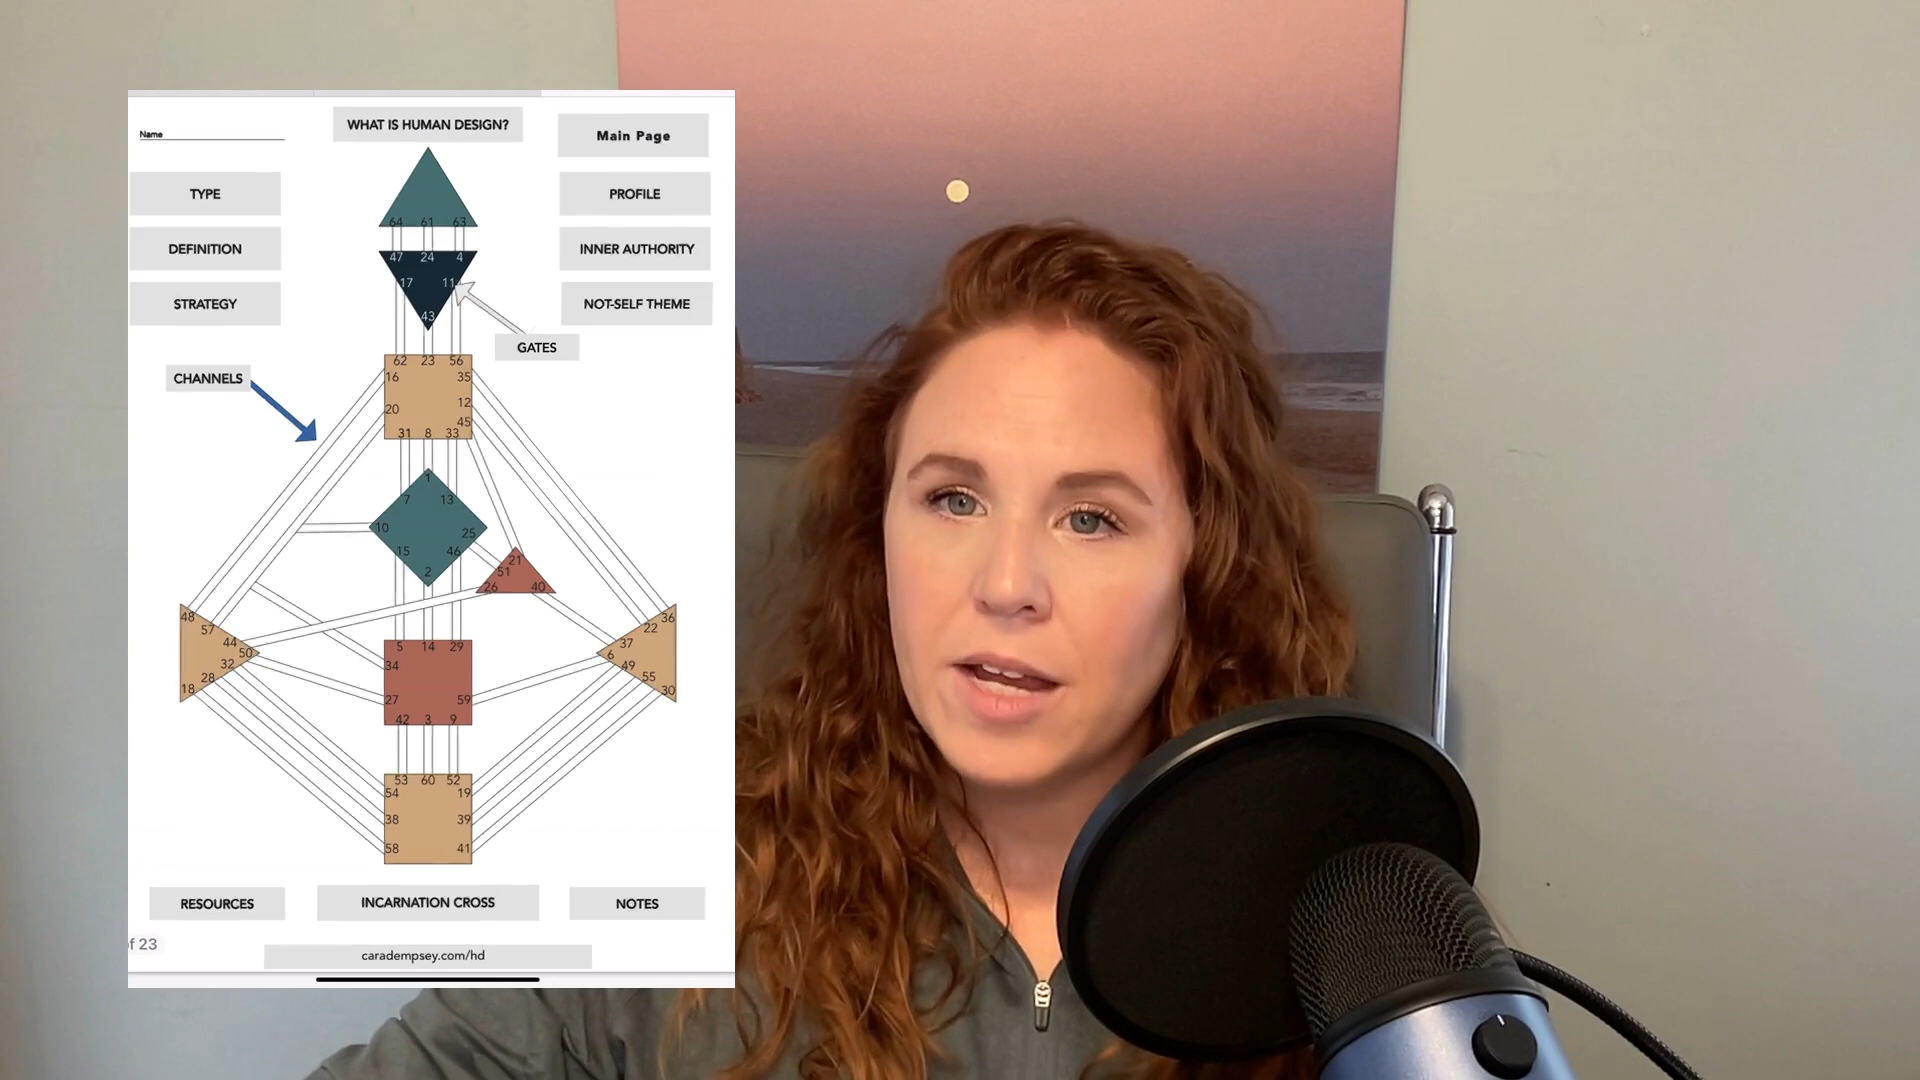 Name
WHAT IS HUMAN DESIGN?
Main Page
TYPE
PROFILE
DEFINITION
INNER AUTHORITY
STRATEGY
NOT-SELF THEME
64 61 63
47 24 4
17 11
43
GATES
CHANNELS
62 23 56
16 35
20 12
45
31 8 33
1
7 13
10 25
15 46
2
21
51
26 40
48 36
57 22
44 37
50 6
32 49
28 55
18 30
5 14 29
34
27 59
42 3 9
53 60 52
54 19
38 39
58 41
RESOURCES
INCARNATION CROSS
NOTES
of 23
caradempsey.com/hd